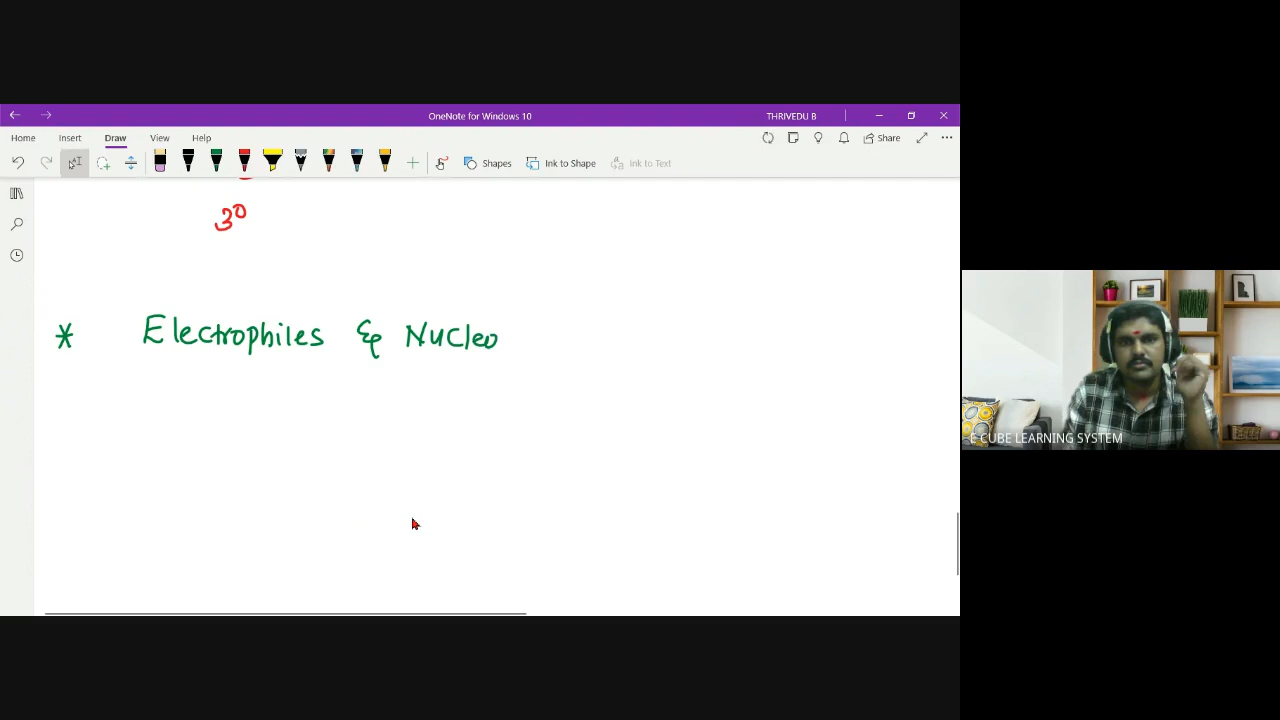 OneNote for Windows 10
THRIVEDU B
Home Insert Draw View Help
Share
Shapes
Ink to Shape
Ink to Text
3⁰
* Electrophiles & Nucleo
E CUBE LEARNING SYSTEM